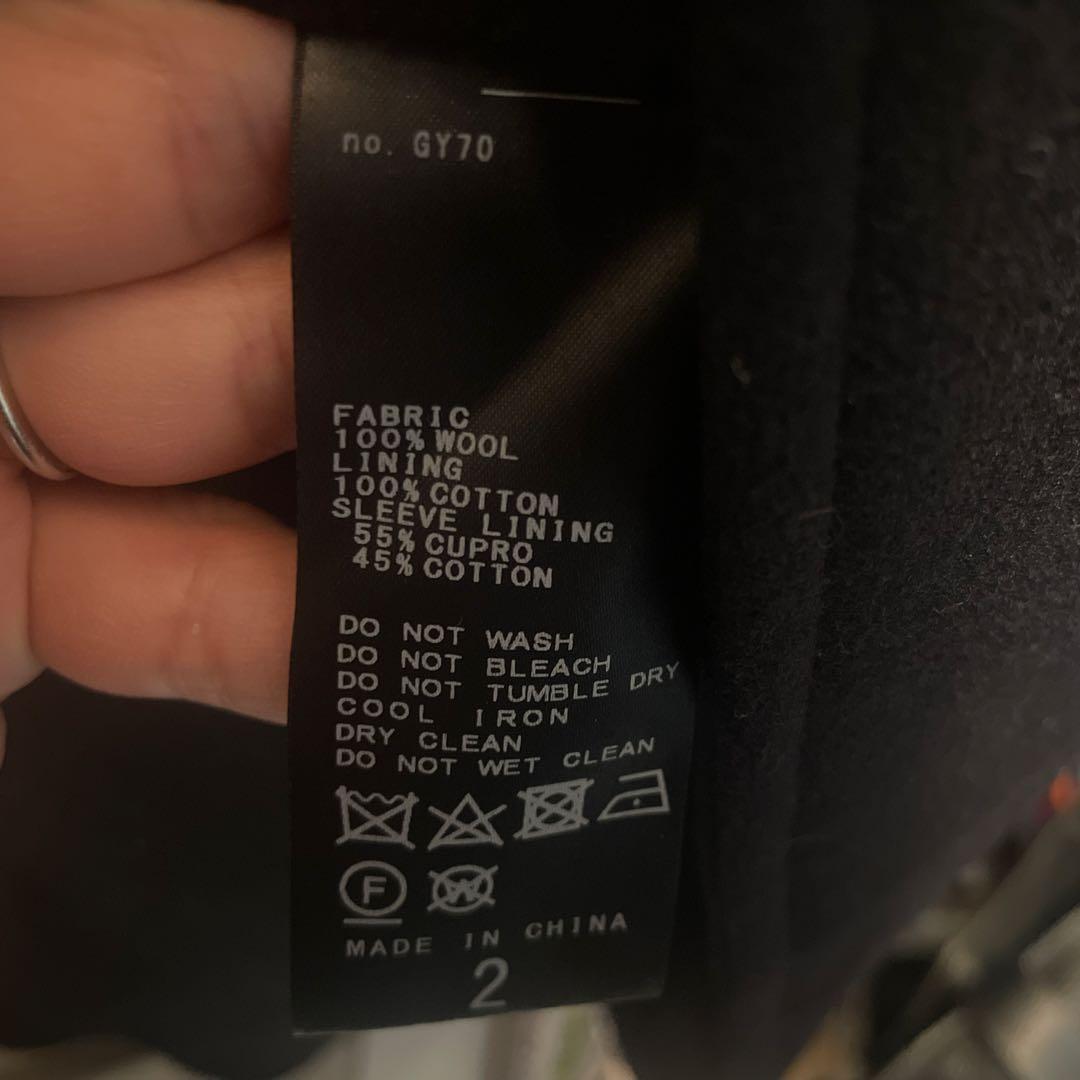 no. GY70
FABRIC
100% WOOL
LINING
100% COTTON
SLEEVE LINING
55% CUPRO
45% COTTON
DO NOT WASH
DO NOT BLEACH
DO NOT TUMBLE DRY
COOL IRON
DRY CLEAN
DO NOT WET CLEAN
F W
MADE IN CHINA
2